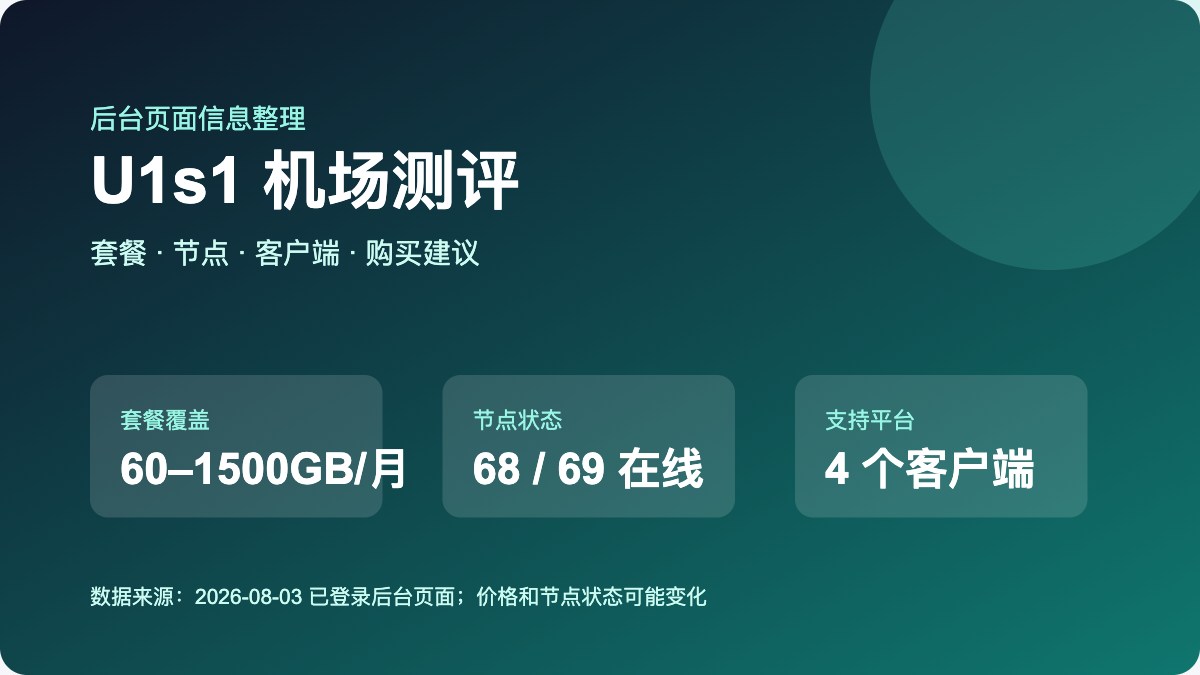 后台页面信息整理
U1s1 机场测评
套餐 · 节点 · 客户端 · 购买建议
套餐覆盖
60–1500GB/月
节点状态
68 / 69 在线
支持平台
4 个客户端
数据来源：2026-08-03 已登录后台页面；价格和节点状态可能变化